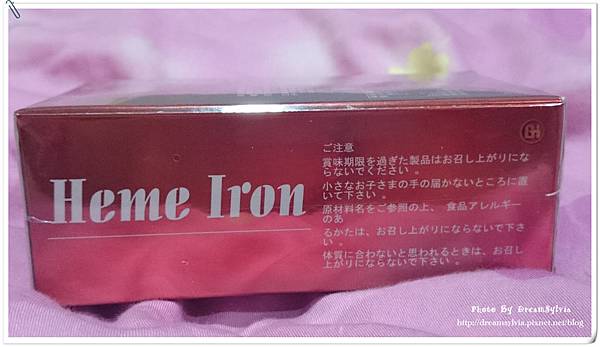 Heme Iron
ご注意
賞味期限を過ぎた製品はお召し上がりにな
らないでください 。
小さなお子さまの手の届かないところに置
いて下さい 。
原材料名をご参照の上、 食品アレルギー
のあ
るかたは、お召し上がりにならないで下さ
い 。
体質に合わないと思われるときは、お召し
上がりにならないで下さい 。
Photo By DreamSylvia
http://dreamsylvia.pixnet.net/blog